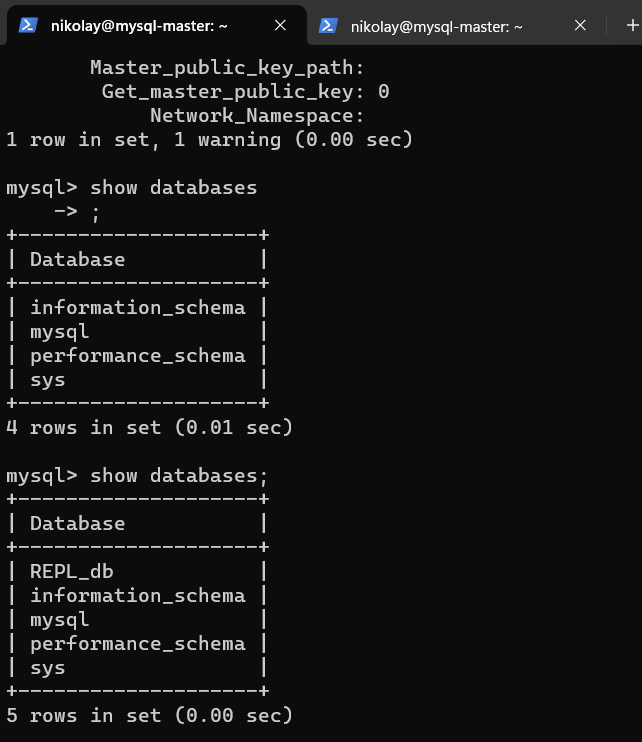 nikolay@mysql-master: ~ nikolay@mysql-master: ~
Master_public_key_path:
Get_master_public_key: 0
Network_Namespace:
1 row in set, 1 warning (0.00 sec)
mysql> show databases
-> ;
+--------------------+
| Database           |
+--------------------+
| information_schema |
| mysql              |
| performance_schema |
| sys                |
+--------------------+
4 rows in set (0.01 sec)
mysql> show databases;
+--------------------+
| Database           |
+--------------------+
| REPL_db            |
| information_schema |
| mysql              |
| performance_schema |
| sys                |
+--------------------+
5 rows in set (0.00 sec)